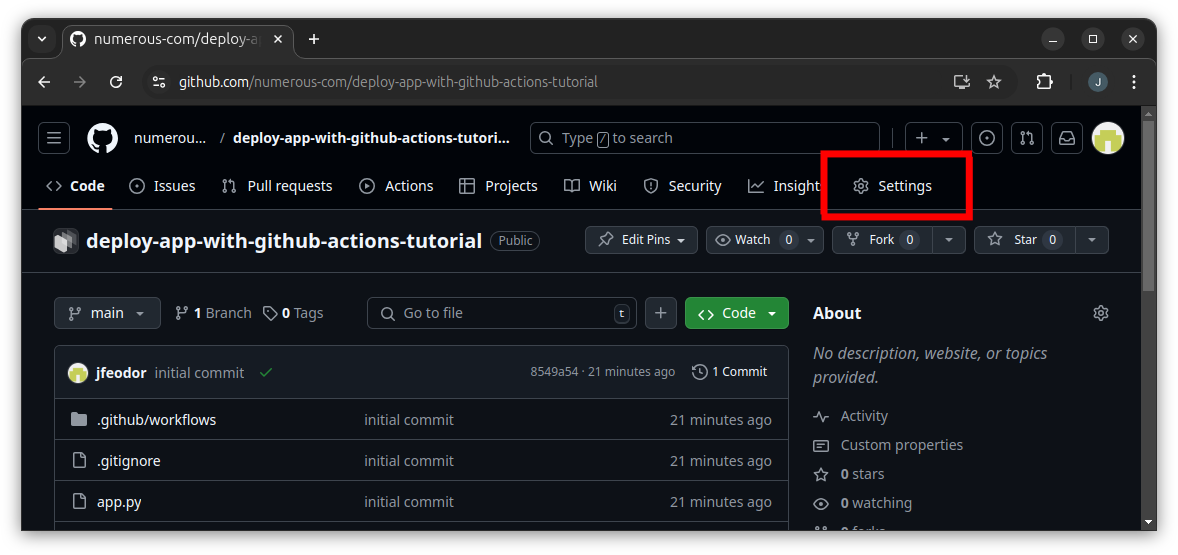 numerous-com/deploy-ap
github.com/numerous-com/deploy-app-with-github-actions-tutorial
J
numerous... / deploy-app-with-github-actions-tutori... Type / to search
Code Issues Pull requests Actions Projects Wiki Security Insight Settings
deploy-app-with-github-actions-tutorial Public Edit Pins Watch 0 Fork 0 Star 0
main 1 Branch 0 Tags Go to file t Code About
No description, website, or topics
provided.
jfeodor initial commit 8549a54 · 21 minutes ago 1 Commit
.github/workflows initial commit 21 minutes ago
Activity
Custom properties
.gitignore initial commit 21 minutes ago
0 stars
app.py initial commit 21 minutes ago
0 watching
0 forks